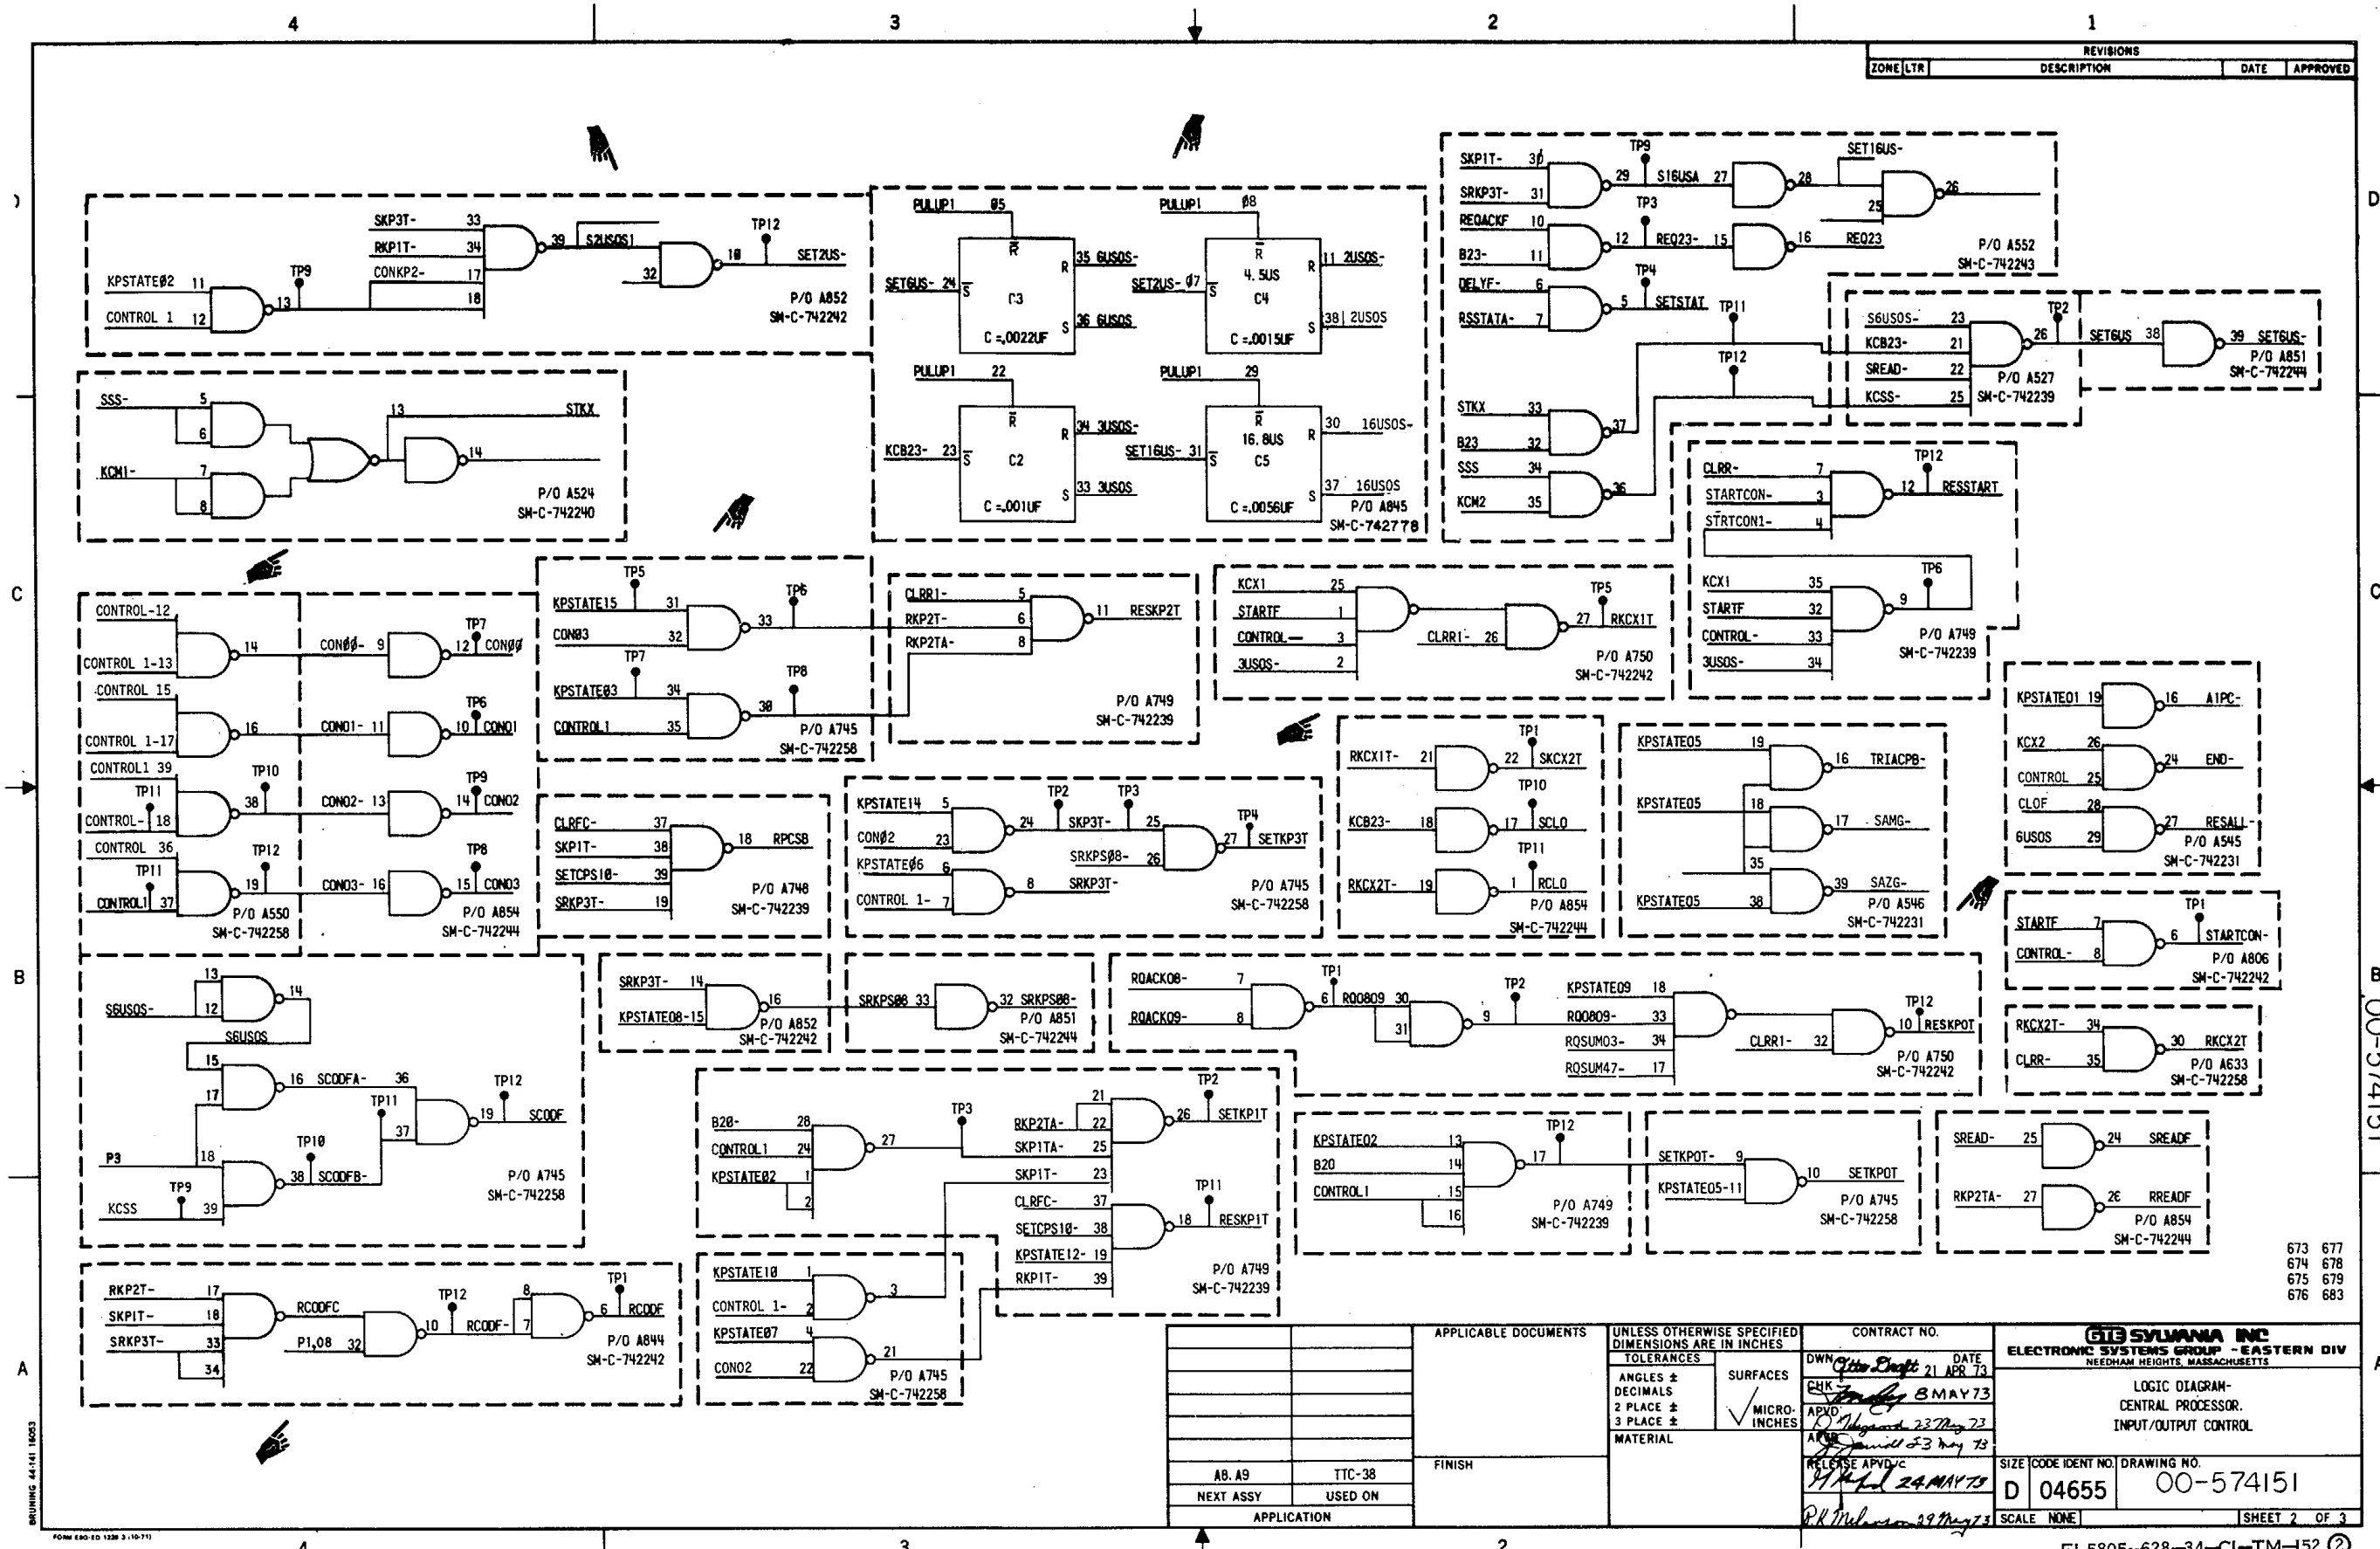 4 3 2 1
REVISIONS
ZONE LTR DESCRIPTION DATE APPROVED
D
SKP3T- 33
RKP1T- 34
CONKP2- 17
18
39 S2USOS1
32
10 TP12 SET2US-
KPSTATE02 11
CONTROL 1 12
13 TP9
P/O A852
SM-C-742242
PULUP1 05
R
SET6US- 24 S
R 35 6USOS-
C3
S 36 6USOS
C =.0022UF
PULUP1 08
R
4.5US
SET2US- 07 S
R 11 2USOS-
C4
S 38 2USOS
C =.0015UF
PULUP1 22
R
KCB23- 23 S
R 34 3USOS-
C2
S 33 3USOS
C =.001UF
PULUP1 29
R
16.8US
SET16US- 31 S
R 30 16USOS-
C5
S 37 16USOS
C =.0056UF
P/O A845
SM-C-742778
SKP1T- 30
SRKP3T- 31
29 TP9 S16USA 27
28 SET16US-
25
26
REQACKF 10
B23- 11
12 TP3 REQ23- 15
16 REQ23
DELYF- 6
RSSTATA- 7
5 TP4 SETSTAT
P/O A552
SM-C-742243
STKX 33
B23 32
37 TP11
SSS 34
KCM2 35
36 TP12
S6USOS- 23
KCB23- 21
SREAD- 22
KCSS- 25
26 TP2
P/O A527
SM-C-742239
SET6US 38
39 SET6US-
P/O A851
SM-C-742244
SSS- 5
6
KCM1- 7
8
13 STKX
14
P/O A524
SM-C-742240
CLRR- 7
STARTCON- 3
STRTCON1- 4
12 TP12 RESSTART
KCX1 35
STARTF 32
CONTROL- 33
3USOS- 34
9 TP6
P/O A749
SM-C-742239
C
CONTROL-12
CONTROL 1-13
14 CON00- 9
12 TP7 CON00
CONTROL 15
CONTROL 1-17
16 CON01- 11
10 TP6 CON01
CONTROL1 39
TP11
CONTROL- 18
38 TP10 CON02- 13
14 TP9 CON02
CONTROL 36
TP11
CONTROL1 37
19 TP12 CON03- 16
15 TP8 CON03
P/O A550
SM-C-742258
P/O A854
SM-C-742244
TP5
KPSTATE15 31
CON03 32
33 TP6
TP7
KPSTATE03 34
CONTROL1 35
30 TP8
P/O A745
SM-C-742258
CLRR1- 5
RKP2T- 6
RKP2TA- 8
11 RESKP2T
P/O A749
SM-C-742239
KCX1 25
STARTF 1
CONTROL— 3
3USOS- 2
CLRR1- 26
27 TP5 RKCX1T
P/O A750
SM-C-742242
KPSTATE01 19
16 A1PC-
KCX2 26
CONTROL 25
24 END-
CLOF 28
6USOS 29
27 RESALL-
P/O A545
SM-C-742231
RKCX1T- 21
22 TP1 SKCX2T
KCB23- 18
17 TP10 SCLO
RKCX2T- 19
1 TP11 RCLO
P/O A854
SM-C-742244
KPSTATE05 19
16 TRIACPB-
KPSTATE05 18
17 SAMG-
35
KPSTATE05 38
39 SAZG-
P/O A546
SM-C-742231
CLRFC- 37
SKP1T- 38
SETCPS10- 39
SRKP3T- 19
18 RPCSB
P/O A748
SM-C-742239
KPSTATE14 5
CON02 23
24 TP2 SKP3T- TP3 25
SRKPS08- 26
27 TP4 SETKP3T
KPSTATE06 6
CONTROL 1- 7
8 SRKP3T-
P/O A745
SM-C-742258
STARTF 7
CONTROL- 8
6 TP1 STARTCON-
P/O A806
SM-C-742242
B
S6USOS- 13
12
14
S6USOS
15
17
16 SCODFA- 36
P3 18
TP9
KCSS 39
38 TP10 SCODFB- TP11 37
19 TP12 SCODF
P/O A745
SM-C-742258
SRKP3T- 14
KPSTATE08-15
16
P/O A852
SM-C-742242
SRKPS08 33
32 SRKPS08-
P/O A851
SM-C-742244
RQACK08- 7
RQACK09- 8
6 TP1 RQ0809 30
31
9 TP2
KPSTATE09 18
RQ0809- 33
RQSUM03- 34
RQSUM47- 17
CLRR1- 32
10 TP12 RESKPOT
P/O A750
SM-C-742242
RKCX2T- 34
CLRR- 35
30 RKCX2T
P/O A633
SM-C-742258
B20- 28
CONTROL1 24
KPSTATE02 1
2
27 TP3
21
RKP2TA- 22
SKP1TA- 25
SKP1T- 23
26 TP2 SETKP1T
CLRFC- 37
SETCPS10- 38
KPSTATE12- 19
RKP1T- 39
18 TP11 RESKP1T
P/O A749
SM-C-742239
KPSTATE02 13
B20 14
CONTROL1 15
16
17 TP12
P/O A749
SM-C-742239
SETKPOT- 9
KPSTATE05-11
10 SETKPOT
P/O A745
SM-C-742258
SREAD- 25
24 SREADF
RKP2TA- 27
26 RREADF
P/O A854
SM-C-742244
A
RKP2T- 17
SKP1T- 18
SRKP3T- 33
34
RCODFC
P1,08 32
10 TP12 RCODF- 8
7
6 TP1 RCODF
P/O A844
SM-C-742242
KPSTATE10 1
CONTROL 1- 2
3
KPSTATE07 4
CON02 22
21
P/O A745
SM-C-742258
673 677
674 678
675 679
676 683
A8. A9 TTC-38
NEXT ASSY USED ON
APPLICATION
APPLICABLE DOCUMENTS
FINISH
UNLESS OTHERWISE SPECIFIED
DIMENSIONS ARE IN INCHES
TOLERANCES
ANGLES ±
DECIMALS
2 PLACE ±
3 PLACE ±
SURFACES
MICRO-
INCHES
MATERIAL
CONTRACT NO.
DWN DATE
21 APR 73
CHK 8 MAY 73
APVD 23 May 73
23 May 73
RELEASE APVD 24 MAY 73
29 May 73
GTE SYLVANIA INC
ELECTRONIC SYSTEMS GROUP - EASTERN DIV
NEEDHAM HEIGHTS, MASSACHUSETTS
LOGIC DIAGRAM-
CENTRAL PROCESSOR.
INPUT/OUTPUT CONTROL
SIZE CODE IDENT NO. DRAWING NO.
D 04655 00-574151
SCALE NONE SHEET 2 OF 3
BRUNING 44-141 16053
00-574151
4 3 2
EL5805-628-34-CI-TM-152 ②